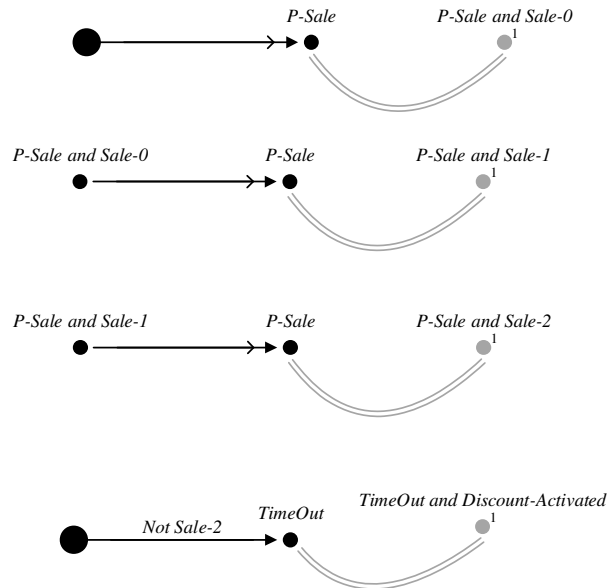 P-Sale
P-Sale and Sale-0
1
P-Sale and Sale-0
P-Sale
P-Sale and Sale-1
1
P-Sale and Sale-1
P-Sale
P-Sale and Sale-2
1
Not Sale-2
TimeOut
TimeOut and Discount-Activated
1